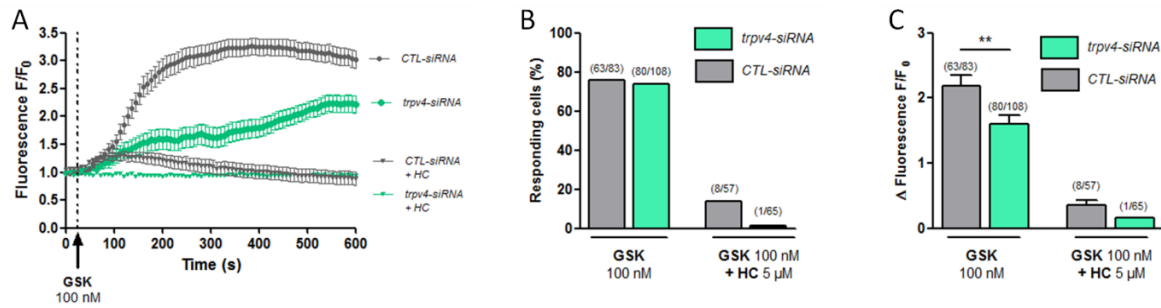 A
Fluorescence F/F0
3.5
3.0
2.5
2.0
1.5
1.0
0.5
0.0
0 100 200 300 400 500 600
Time (s)
GSK
100 nM
CTL-siRNA
trpv4-siRNA
CTL-siRNA
+ HC
trpv4-siRNA
+ HC
B
Responding cells (%)
100
80
60
40
20
0
trpv4-siRNA
CTL-siRNA
(63/83) (80/108)
(8/57)
(1/65)
GSK
100 nM
GSK 100 nM
+ HC 5 µM
C
Δ Fluorescence F/F0
3
2
1
0
trpv4-siRNA
CTL-siRNA
**
(63/83)
(80/108)
(8/57)
(1/65)
GSK
100 nM
GSK 100 nM
+ HC 5 µM